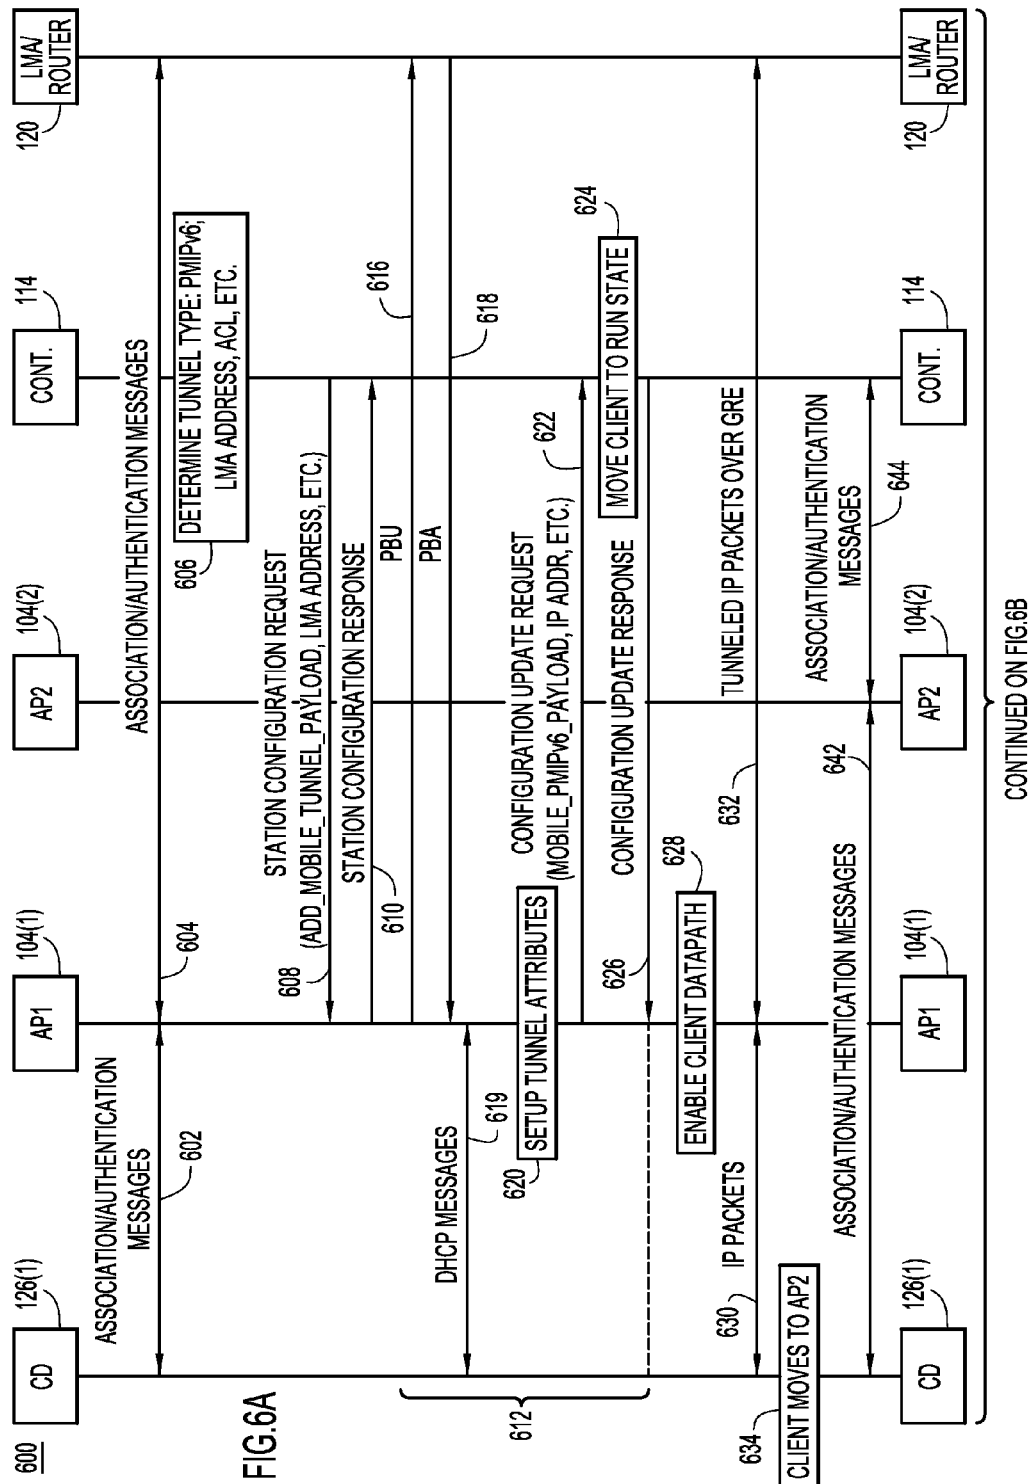 600
FIG.6A
CD
126(1)
AP1
104(1)
AP2
104(2)
CONT.
114
LMA/
ROUTER
120
ASSOCIATION/AUTHENTICATION
MESSAGES
602
604
ASSOCIATION/AUTHENTICATION MESSAGES
606
DETERMINE TUNNEL TYPE: PMIPv6;
LMA ADDRESS, ACL, ETC.
STATION CONFIGURATION REQUEST
(ADD_MOBILE_TUNNEL_PAYLOAD, LMA ADDRESS, ETC.)
608
STATION CONFIGURATION RESPONSE
610
PBU
616
PBA
618
612
DHCP MESSAGES
619
620
SETUP TUNNEL ATTRIBUTES
CONFIGURATION UPDATE REQUEST
(MOBILE_PMIPv6_PAYLOAD, IP ADDR, ETC.)
622
MOVE CLIENT TO RUN STATE
624
CONFIGURATION UPDATE RESPONSE
626
ENABLE CLIENT DATAPATH
628
IP PACKETS
630
TUNNELED IP PACKETS OVER GRE
632
634
CLIENT MOVES TO AP2
ASSOCIATION/AUTHENTICATION MESSAGES
642
ASSOCIATION/AUTHENTICATION
MESSAGES
644
CD
126(1)
AP1
104(1)
AP2
104(2)
CONT.
114
LMA/
ROUTER
120
CONTINUED ON FIG.6B